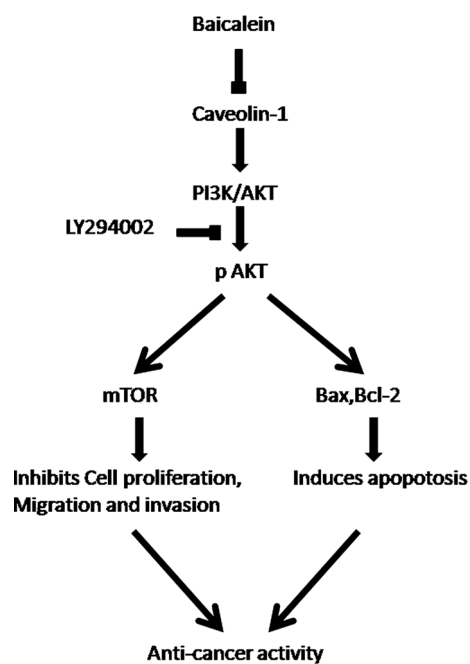 Baicalein
Caveolin-1
PI3K/AKT
LY294002
p AKT
mTOR
Bax,Bcl-2
Inhibits Cell proliferation,
Migration and invasion
Induces apopotosis
Anti-cancer activity